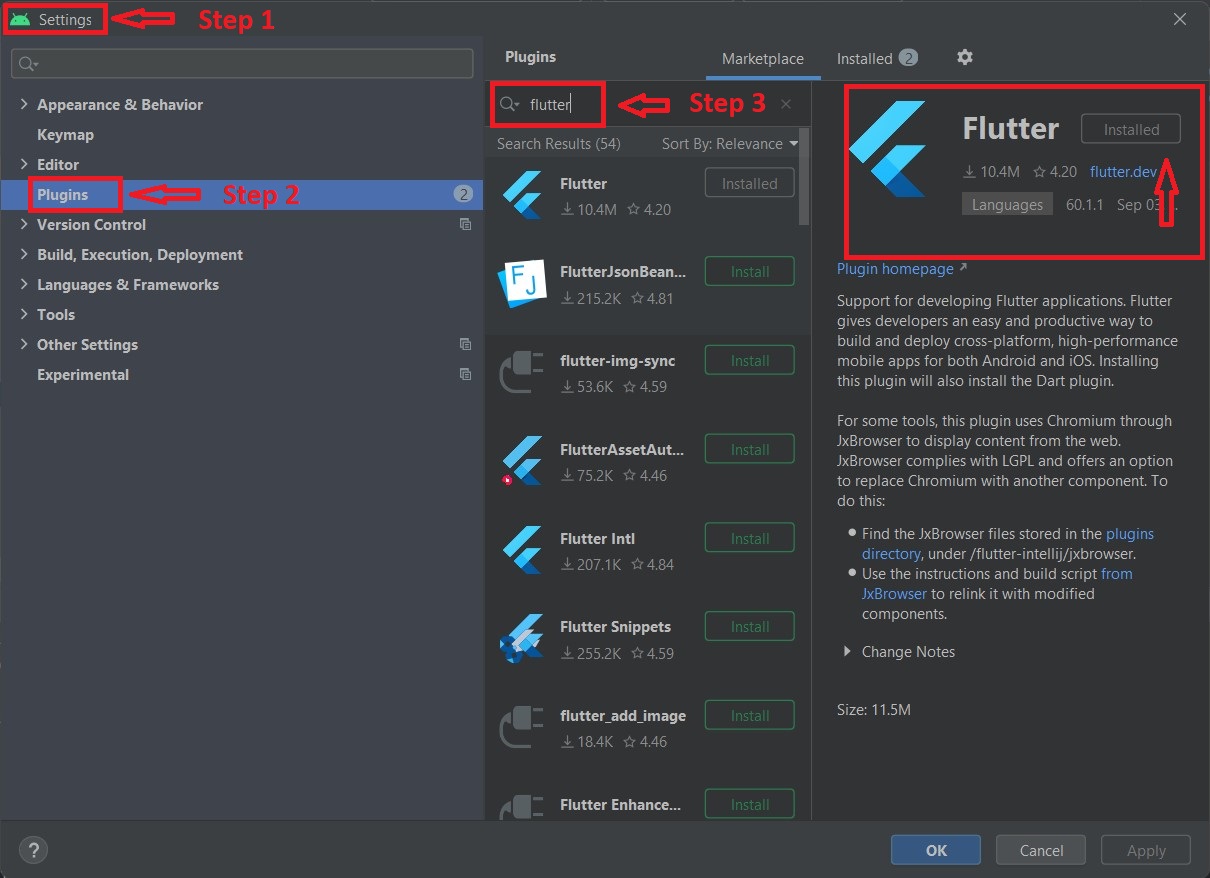 Settings
Step 1
Appearance & Behavior
Keymap
Editor
Plugins
Step 2
2
Version Control
Build, Execution, Deployment
Languages & Frameworks
Tools
Other Settings
Experimental
Plugins
Marketplace
Installed 2
flutter
Step 3
Search Results (54)
Sort By: Relevance
Flutter
Installed
10.4M 4.20
FlutterJsonBean...
Install
215.2K 4.81
flutter-img-sync
Install
53.6K 4.59
FlutterAssetAut...
Install
75.2K 4.46
Flutter Intl
Install
207.1K 4.84
Flutter Snippets
Install
255.2K 4.59
flutter_add_image
Install
18.4K 4.46
Flutter Enhance...
Install
Flutter
Installed
10.4M 4.20 flutter.dev
Languages 60.1.1 Sep 03
Plugin homepage
Support for developing Flutter applications. Flutter
gives developers an easy and productive way to
build and deploy cross-platform, high-performance
mobile apps for both Android and iOS. Installing
this plugin will also install the Dart plugin.
For some tools, this plugin uses Chromium through
JxBrowser to display content from the web.
JxBrowser complies with LGPL and offers an option
to replace Chromium with another component. To
do this:
Find the JxBrowser files stored in the plugins
directory, under /flutter-intellij/jxbrowser.
Use the instructions and build script from
JxBrowser to relink it with modified
components.
Change Notes
Size: 11.5M
?
OK
Cancel
Apply